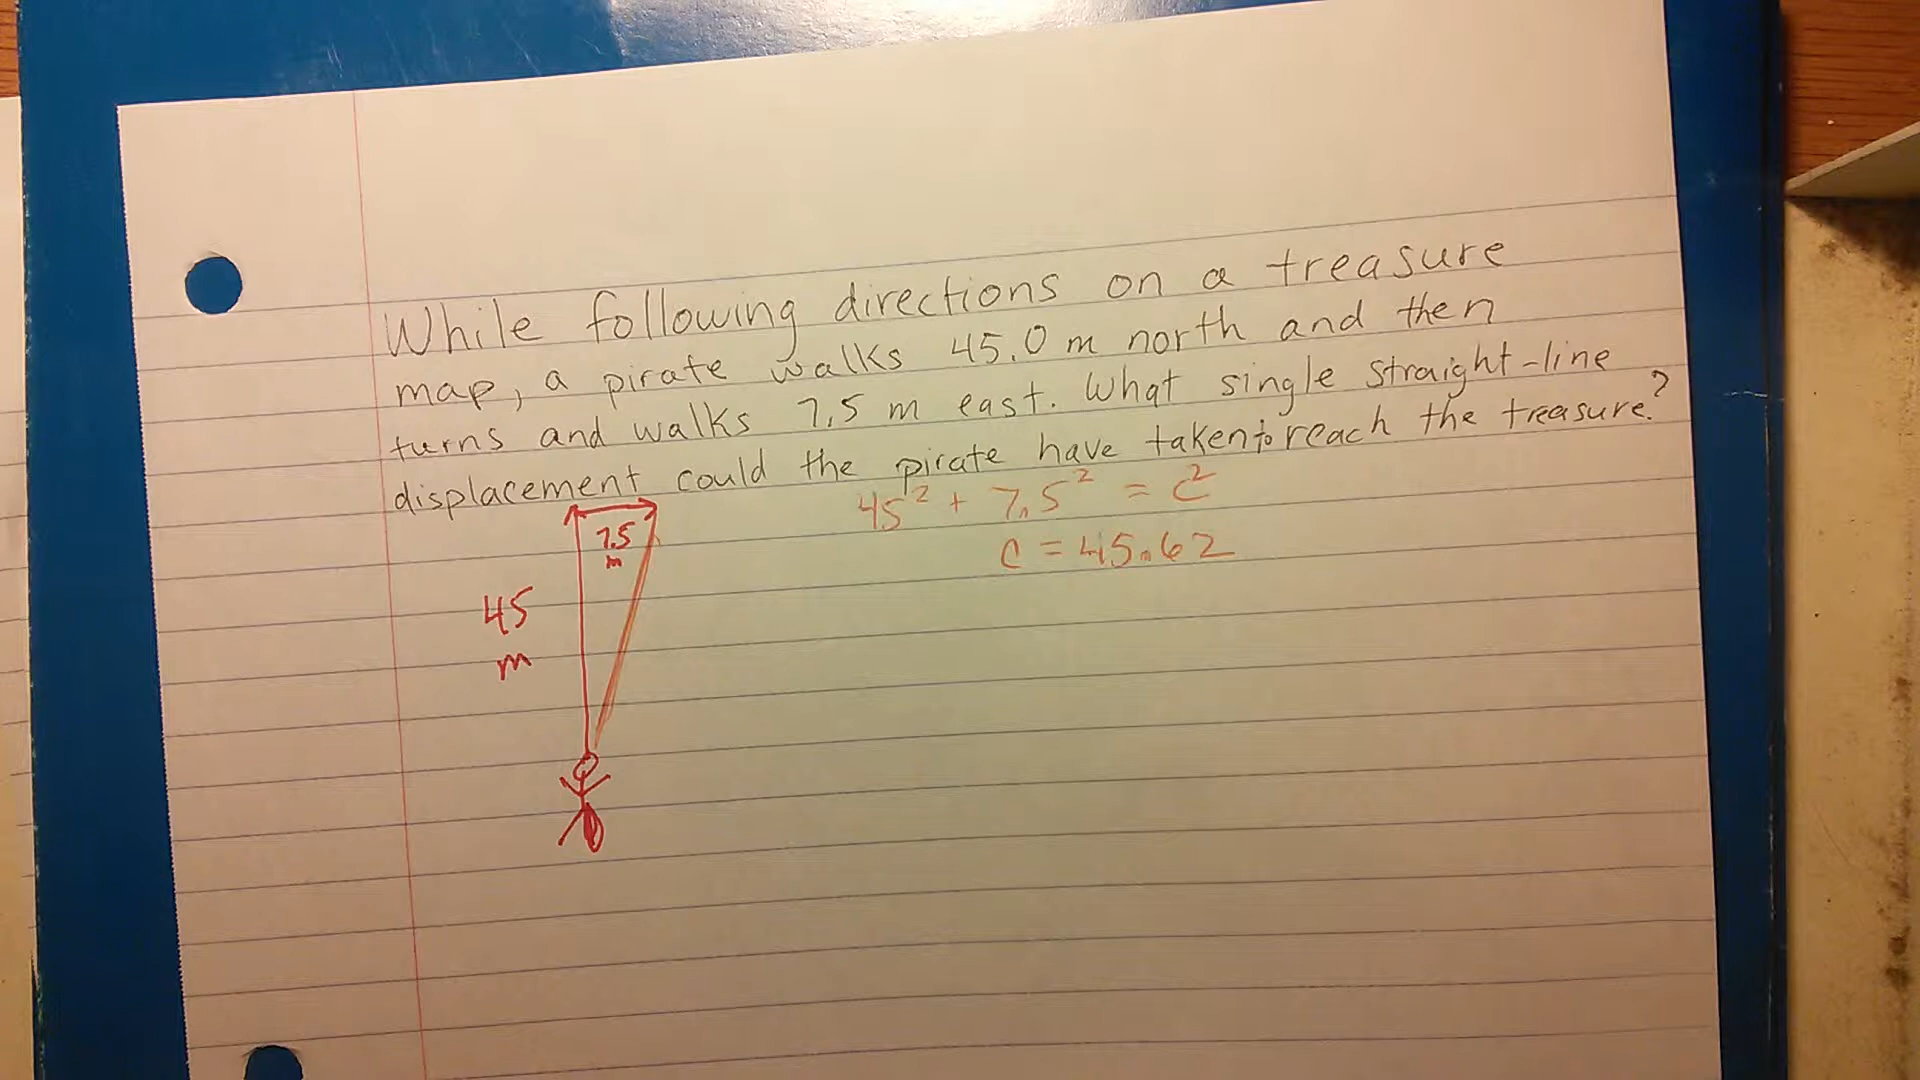 While following directions on a treasure
map, a pirate walks 45.0 m north and then
turns and walks 7.5 m east. What single straight-line
displacement could the pirate have taken to reach the treasure?
45² + 7.5² = c²
c = 45.62
7.5
m
45
m